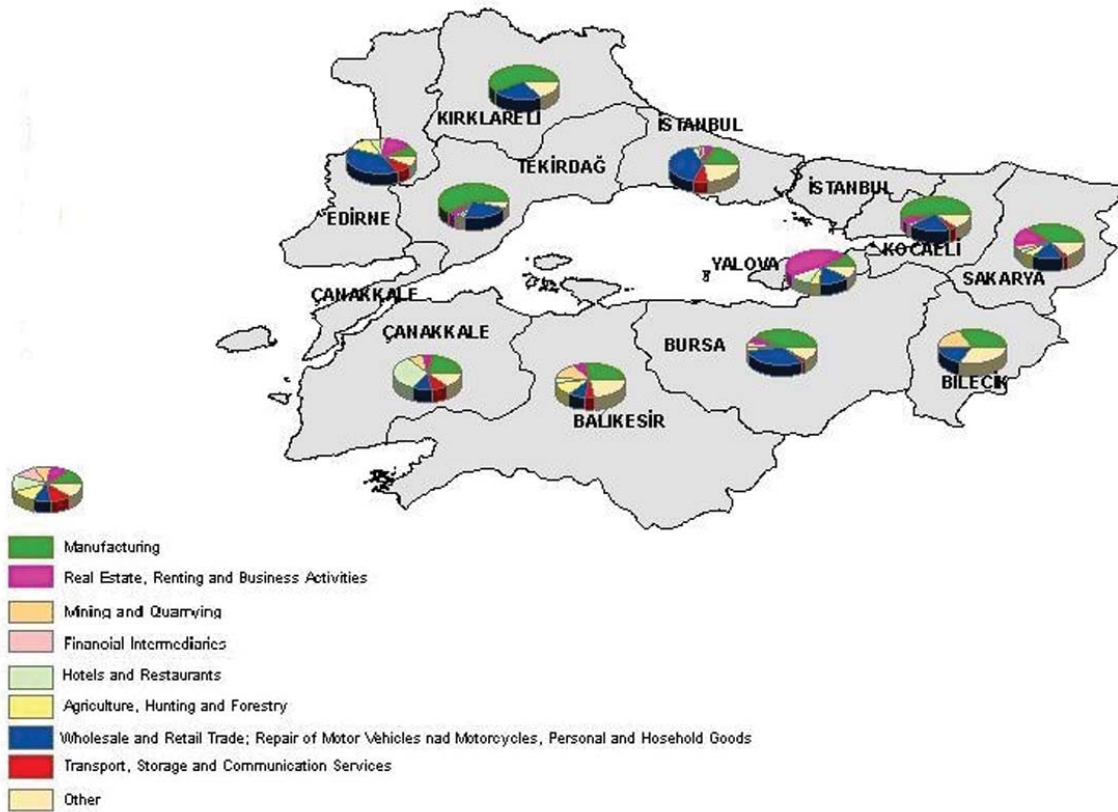 KIRKLARELİ
İSTANBUL
TEKİRDAĞ
İSTANBUL
EDİRNE
KOCAELİ
YALOVA
SAKARYA
ÇANAKKALE
ÇANAKKALE
BURSA
BİLECİK
BALIKESİR
Manufacturing
Real Estate, Renting and Business Activities
Mining and Quarrying
Financial Intermediaries
Hotels and Restaurants
Agriculture, Hunting and Forestry
Wholesale and Retail Trade; Repair of Motor Vehicles nad Motorcycles, Personal and Hosehold Goods
Transport, Storage and Communication Services
Other